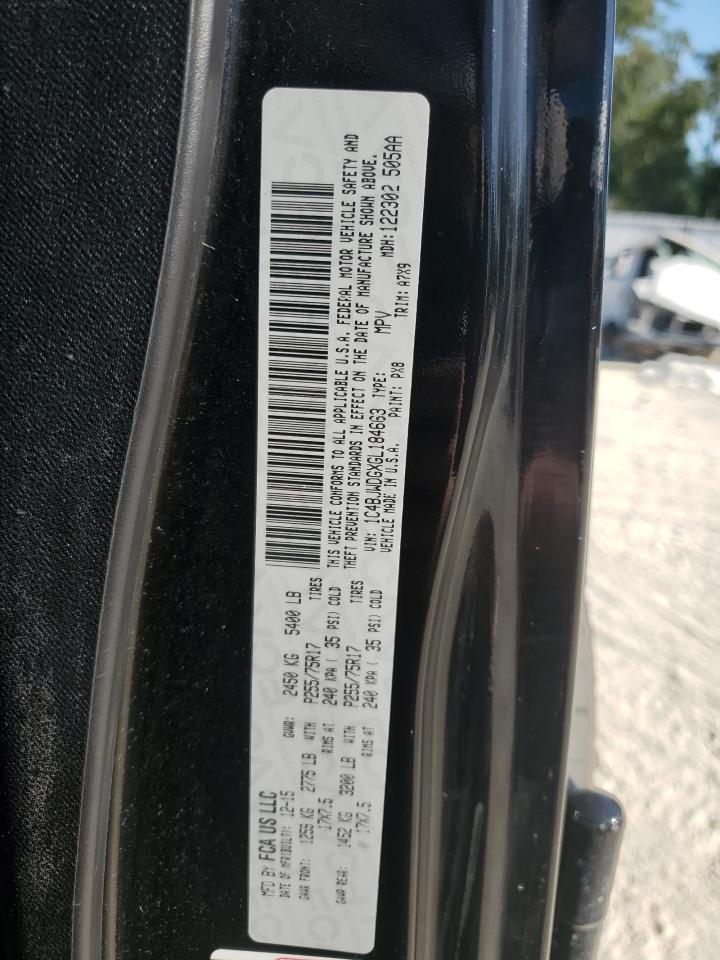 MFD BY FCA US LLC
DATE OF MFR(BUILT): 12-15 GVWR: 2450 KG 5400 LB
GAWR FRONT: 1259 KG 2775 LB WITH P255/75R17 TIRES
17X7.5 RIMS AT 240 KPA( 35 PSI) COLD
GAWR REAR: 1452 KG 3200 LB WITH P255/75R17 TIRES
17X7.5 RIMS AT 240 KPA( 35 PSI) COLD
THIS VEHICLE CONFORMS TO ALL APPLICABLE U.S.A. FEDERAL MOTOR VEHICLE SAFETY AND
THEFT PREVENTION STANDARDS IN EFFECT ON THE DATE OF MANUFACTURE SHOWN ABOVE.
VIN: 1C4BJWDGXGL184663 TYPE: MPV MDH:122302 505AA
VEHICLE MADE IN U.S.A. PAINT: PX8 TRIM: A7X9